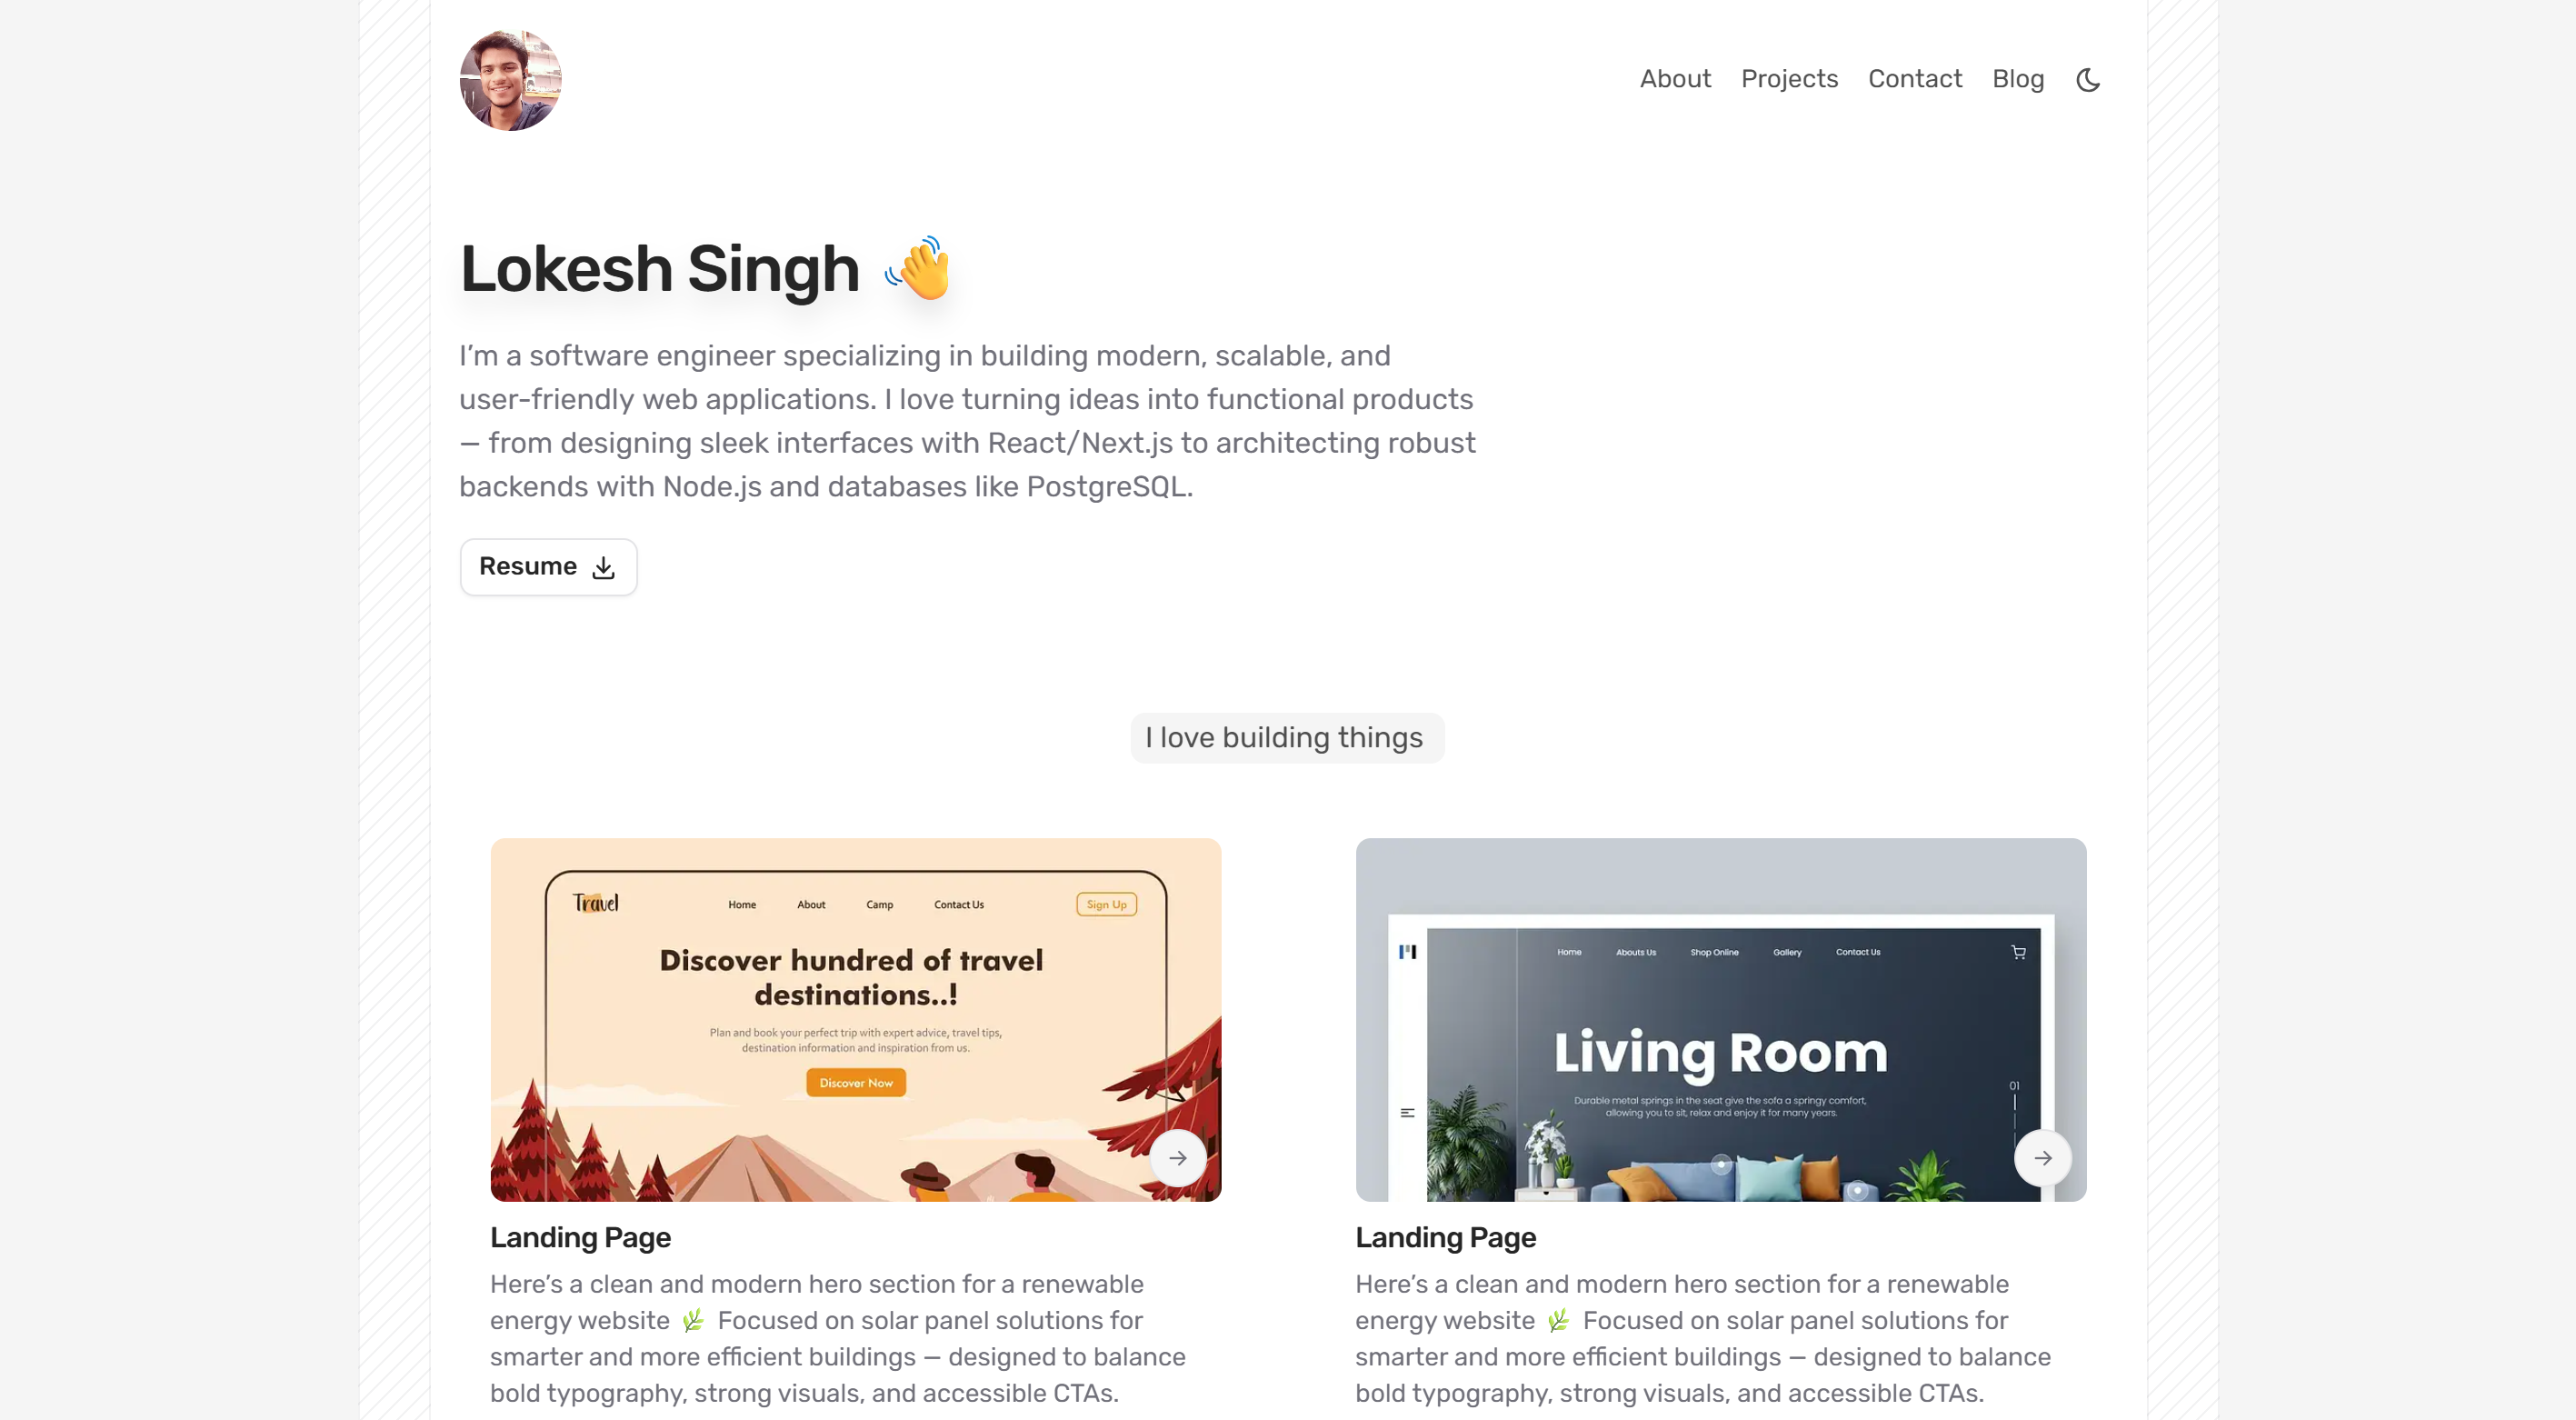 About Projects Contact Blog
Lokesh Singh 👋
I’m a software engineer specializing in building modern, scalable, and
user-friendly web applications. I love turning ideas into functional products
— from designing sleek interfaces with React/Next.js to architecting robust
backends with Node.js and databases like PostgreSQL.
Resume
I love building things
Travel
Home About Camp Contact Us
Sign Up
Discover hundred of travel
destinations..!
Plan and book your perfect trip with expert advice, travel tips,
destination information and inspiration from us.
Discover Now
Landing Page
Here’s a clean and modern hero section for a renewable
energy website 🌿 Focused on solar panel solutions for
smarter and more efficient buildings — designed to balance
bold typography, strong visuals, and accessible CTAs.
Home Abouts Us Shop Online Gallery Contact Us
Living Room
Durable metal springs in the seat give the sofa a springy comfort,
allowing you to sit, relax and enjoy it for many years.
01
Landing Page
Here’s a clean and modern hero section for a renewable
energy website 🌿 Focused on solar panel solutions for
smarter and more efficient buildings — designed to balance
bold typography, strong visuals, and accessible CTAs.